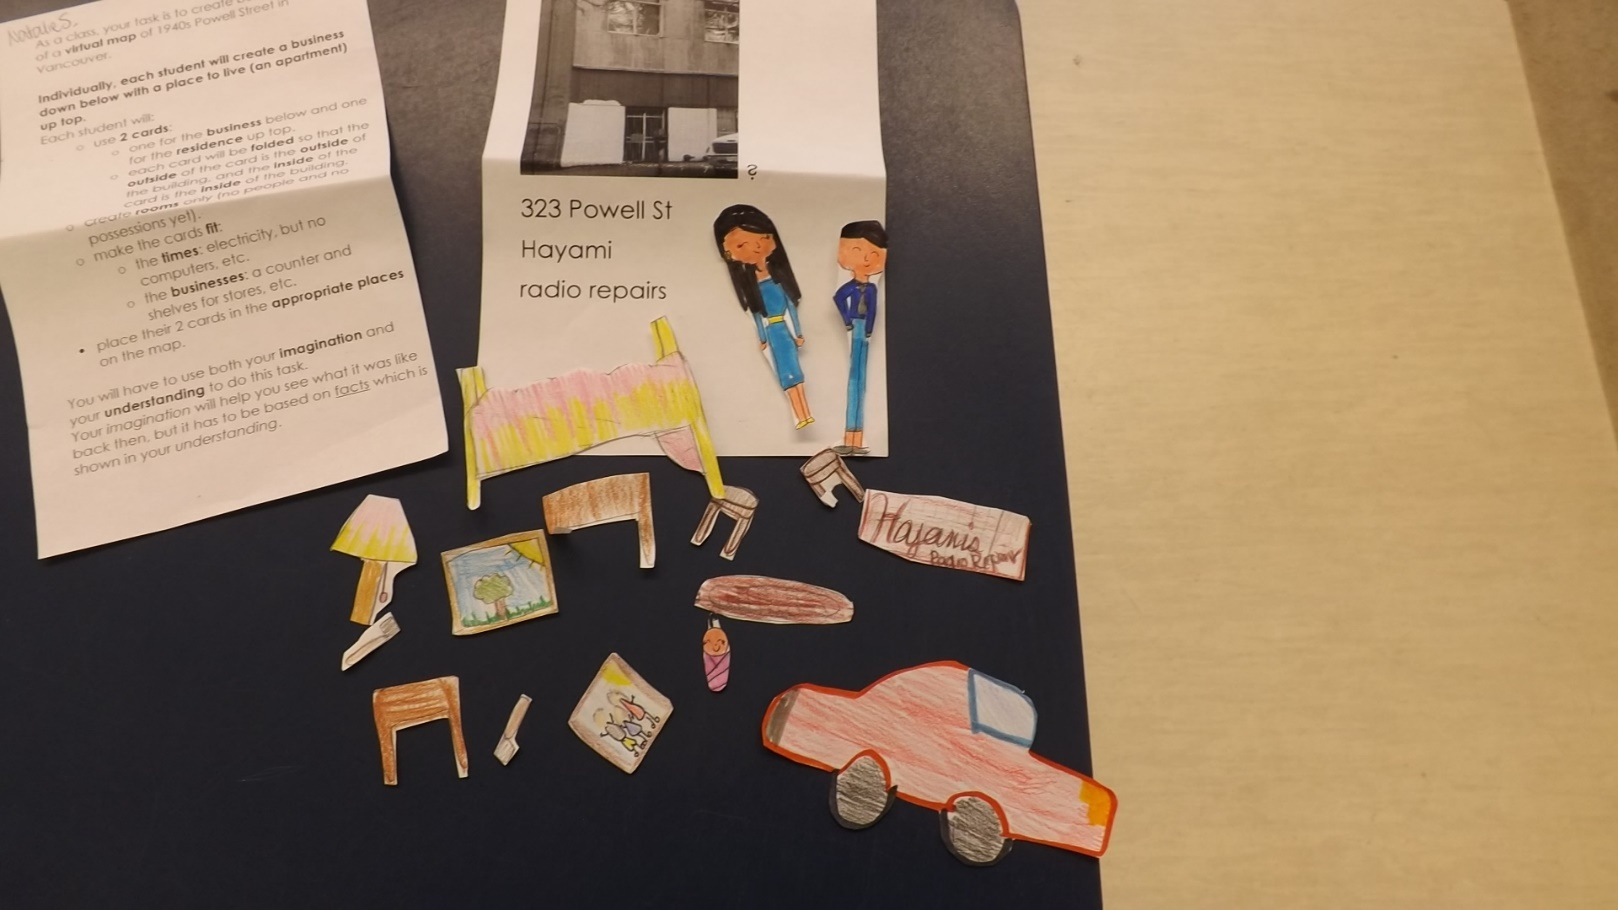 Natalie S.
As a class, your task is to create
of a virtual map of 1940s Powell Street in
Vancouver.
Individually, each student will create a business
down below with a place to live (an apartment)
up top.
Each student will:
○ use 2 cards:
○ one for the business below and one
for the residence up top.
○ each card will be folded so that the
outside of the card is the outside of
the building, and the inside of the
card is the inside of the building.
○ create rooms only (no people and no
possessions yet).
○ make the cards fit:
○ the times: electricity, but no
computers, etc.
○ the businesses: a counter and
shelves for stores, etc.
• place their 2 cards in the appropriate places
on the map.
You will have to use both your imagination and
your understanding to do this task.
Your imagination will help you see what it was like
back then, but it has to be based on facts which is
shown in your understanding.
?
323 Powell St
Hayami
radio repairs
Hayamis
Radio Repair